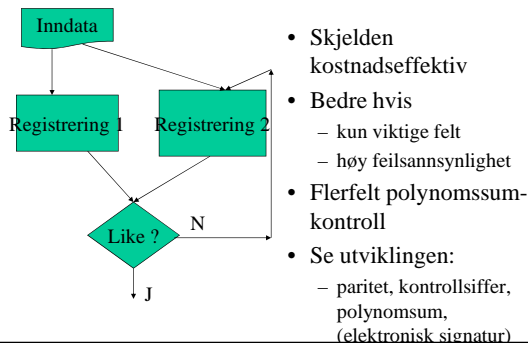 Inndata
Registrering 1
Registrering 2
Like ?
N
J
• Skjelden
kostnadseffektiv
• Bedre hvis
– kun viktige felt
– høy feilsannsynlighet
• Flerfelt polynomssum-
kontroll
• Se utviklingen:
– paritet, kontrollsiffer,
polynomsum,
(elektronisk signatur)